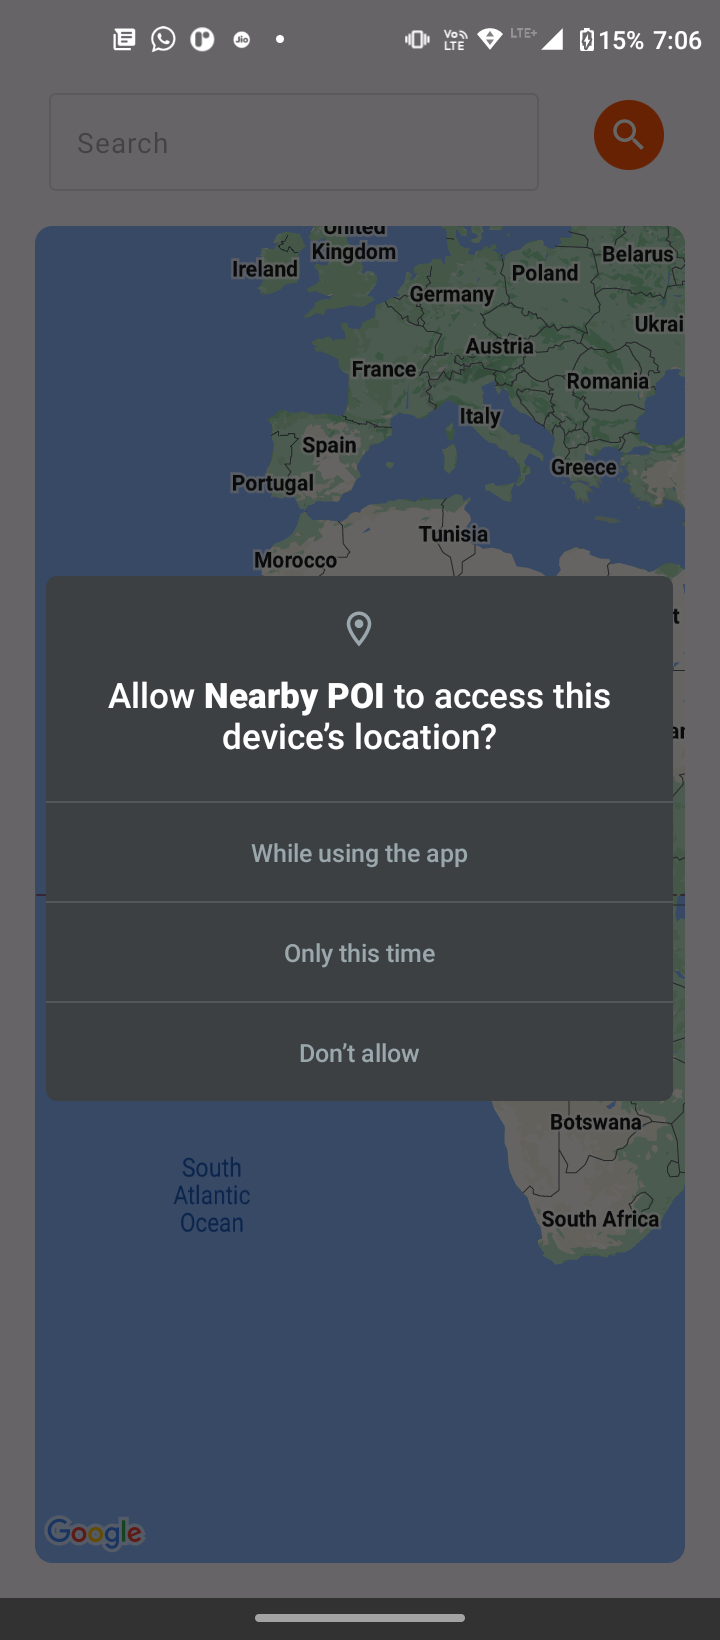 Jio
Vo LTE
LTE+
15% 7:06
Search
United
Kingdom
Ireland
Belarus
Poland
Germany
Ukrai
Austria
France
Romania
Italy
Spain
Greece
Portugal
Tunisia
Morocco
t
Allow Nearby POI to access this
device’s location?
ar
While using the app
Only this time
Don’t allow
Botswana
South
Atlantic
Ocean
South Africa
Google